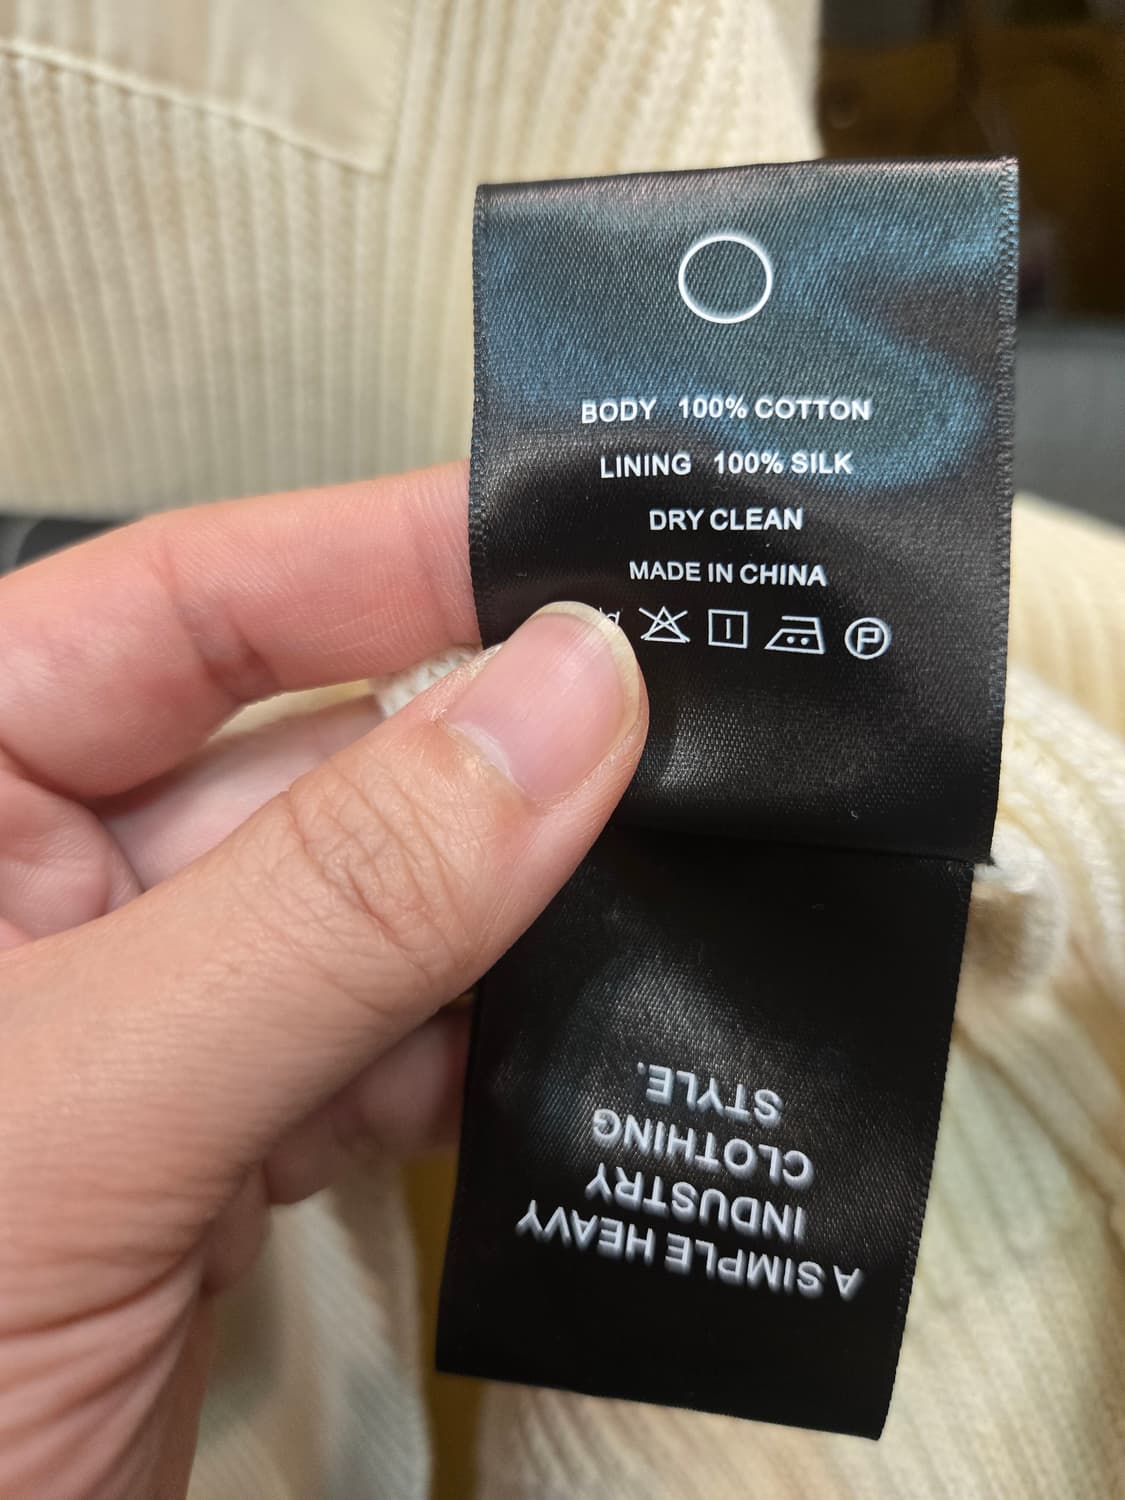 BODY 100% COTTON
LINING 100% SILK
DRY CLEAN
MADE IN CHINA
P
A SIMPLE HEAVY
INDUSTRY
CLOTHING
STYLE.